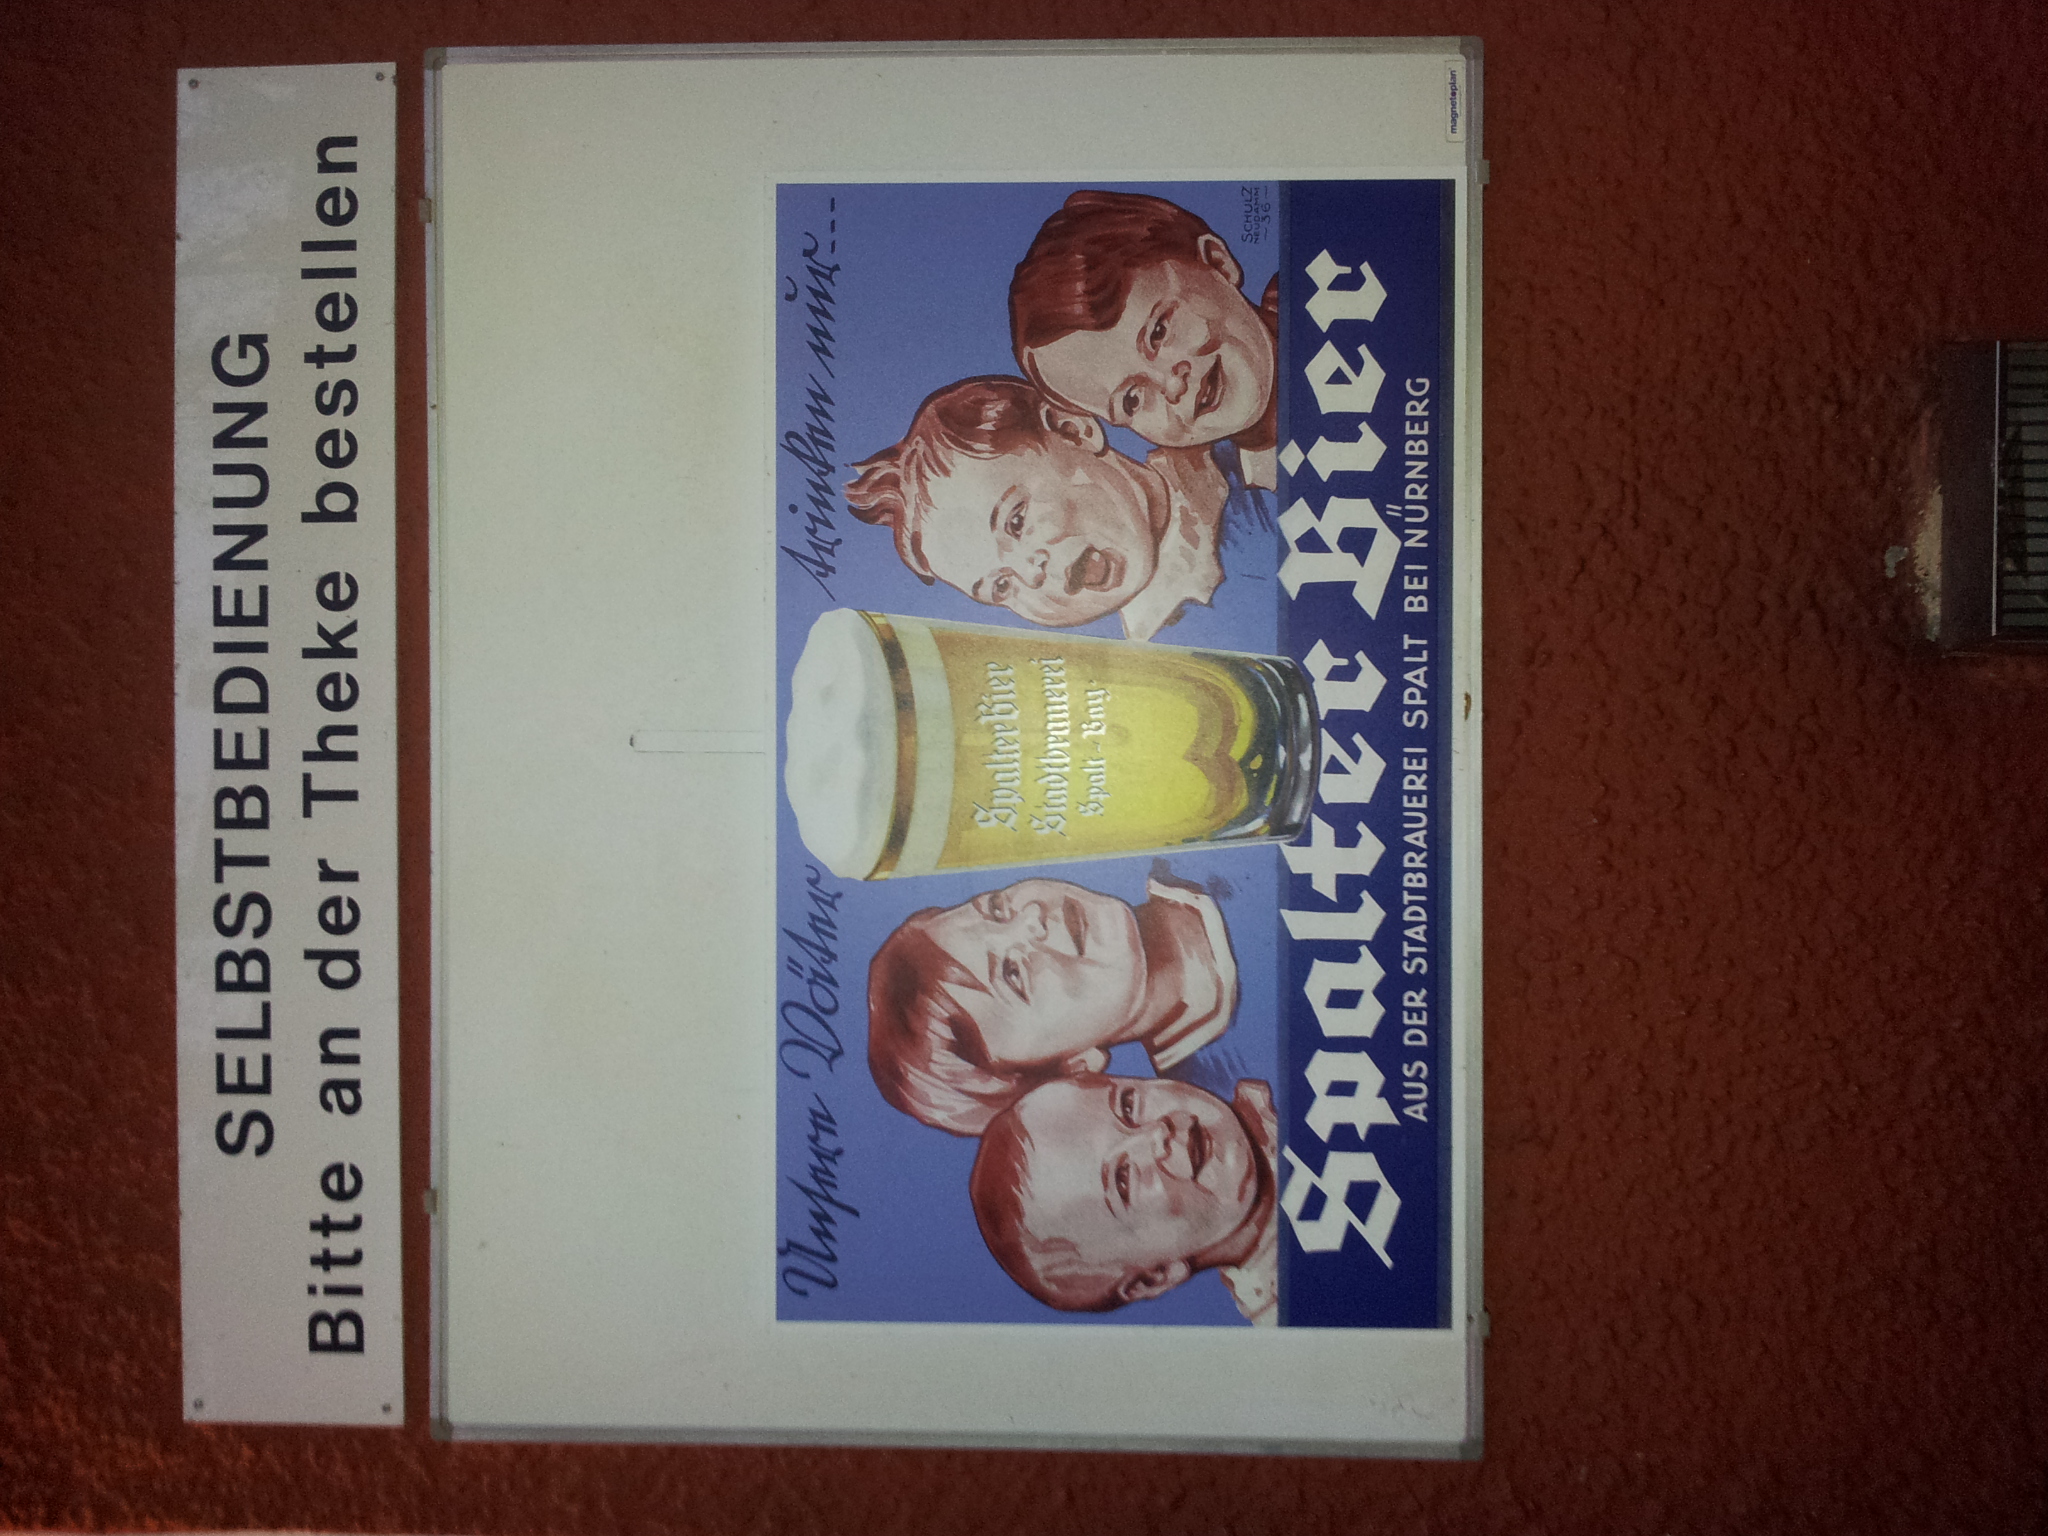 SELBSTBEDIENUNG
Bitte an der Theke bestellen
magnetoplan
Unsere Väter trinken nur---
Spalter Bier
Stadtbrauerei
Spalt-Bay.
SCHULZ
NEUDAMM
-36-
Spalter Bier
AUS DER STADTBRAUEREI SPALT BEI NÜRNBERG